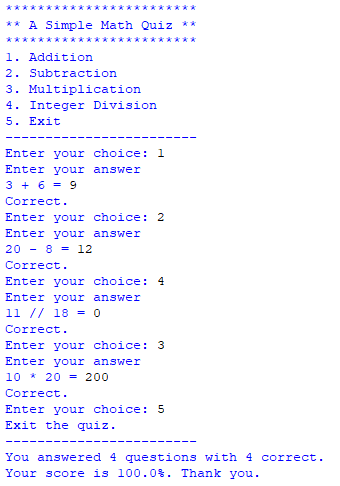 ************************
** A Simple Math Quiz **
************************
1. Addition
2. Subtraction
3. Multiplication
4. Integer Division
5. Exit
------------------------
Enter your choice: 1
Enter your answer
3 + 6 = 9
Correct.
Enter your choice: 2
Enter your answer
20 - 8 = 12
Correct.
Enter your choice: 4
Enter your answer
11 // 18 = 0
Correct.
Enter your choice: 3
Enter your answer
10 * 20 = 200
Correct.
Enter your choice: 5
Exit the quiz.
------------------------
You answered 4 questions with 4 correct.
Your score is 100.0%. Thank you.